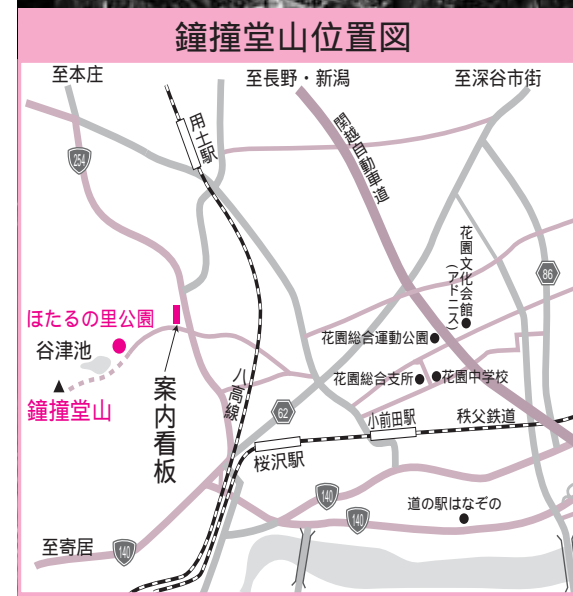 鐘撞堂山位置図
至本庄
至長野・新潟
至深谷市街
用土駅
関越自動車道
254
花園文化会館
（アドニス）
86
ほたるの里公園
谷津池
花園総合運動公園
鐘撞堂山
案内看板
八高線
花園総合支所
花園中学校
62
小前田駅
秩父鉄道
桜沢駅
140
140
道の駅はなぞの
至寄居
140